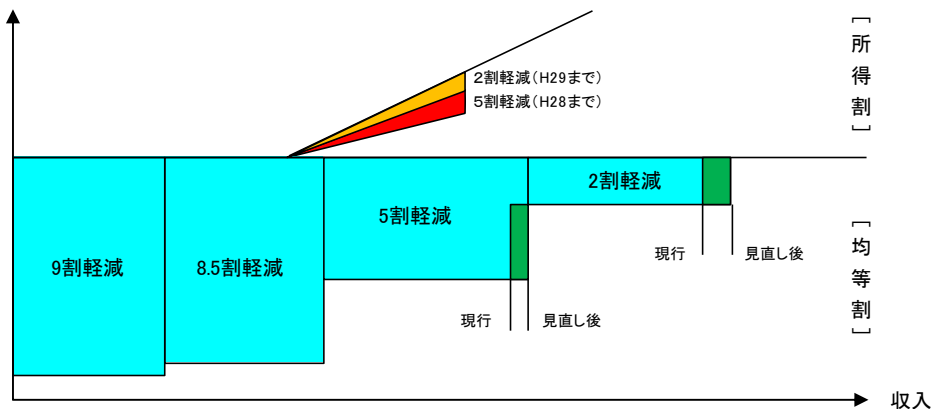 ［所得割］
2割軽減（H29まで）
5割軽減（H28まで）
2割軽減
5割軽減
9割軽減
8.5割軽減
［均等割］
現行
見直し後
現行
見直し後
収入